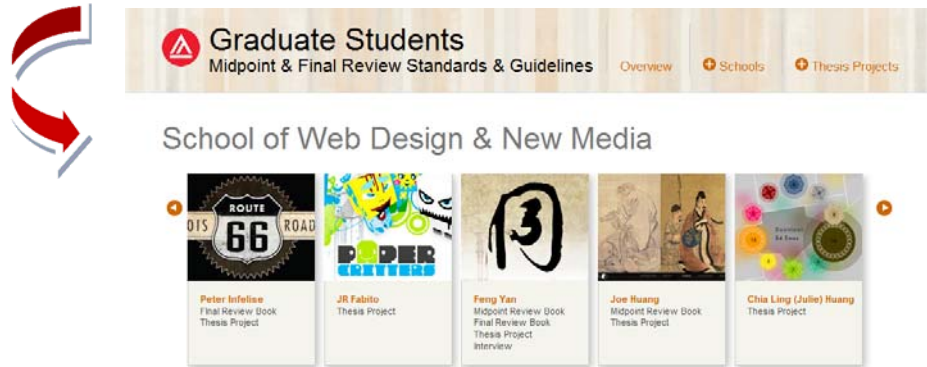 Graduate Students
Midpoint & Final Review Standards & Guidelines
Overview
Schools
Thesis Projects
School of Web Design & New Media
ROUTE
OIS 66 ROAD
PAPER
CRITTERS
Peter Infelise
Final Review Book
Thesis Project
JR Fabito
Thesis Project
Feng Yan
Midpoint Review Book
Final Review Book
Thesis Project
Interview
Joe Huang
Midpoint Review Book
Thesis Project
Chia Ling (Julie) Huang
Thesis Project